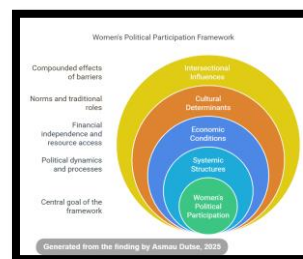 Women's Political Participation Framework
Compounded effects
of barriers
Intersectional
Influences
Norms and traditional
roles
Cultural
Determinants
Financial
independence and
resource access
Economic
Conditions
Political dynamics
and processes
Systemic
Structures
Central goal of the
framework
Women's
Political
Participation
Generated from the finding by Asmau Dutse, 2025